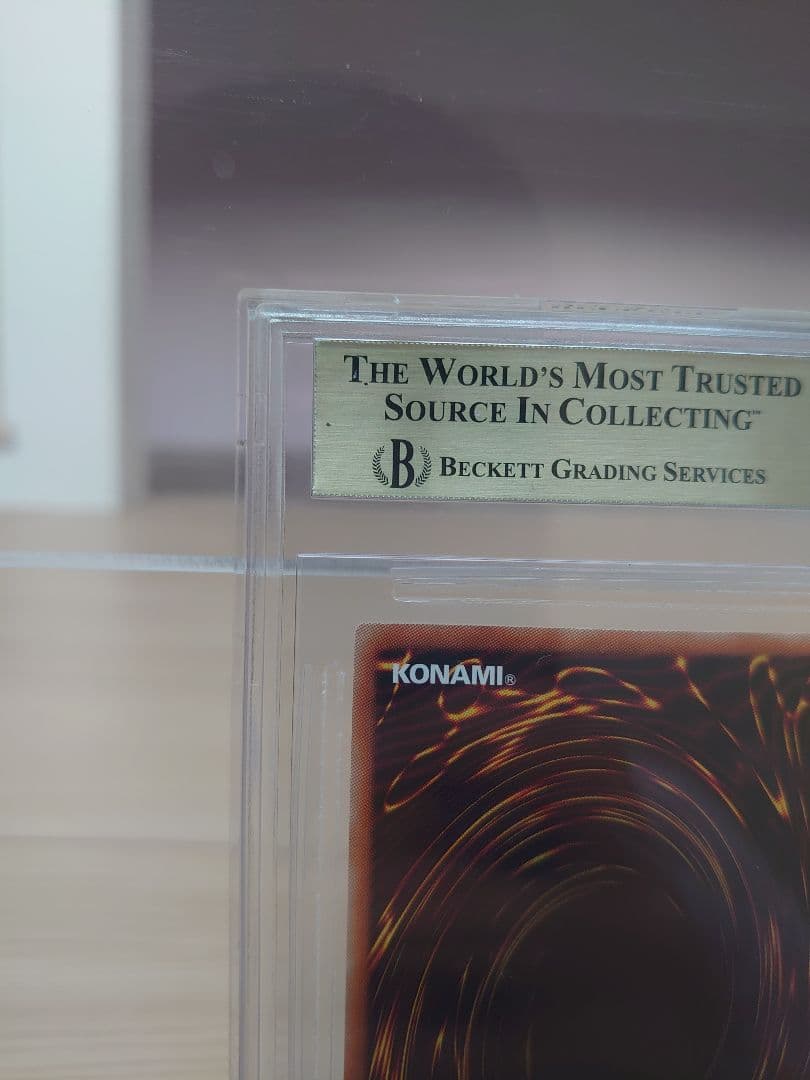 THE WORLD'S MOST TRUSTED
SOURCE IN COLLECTING™
B BECKETT GRADING SERVICES
KONAMI®